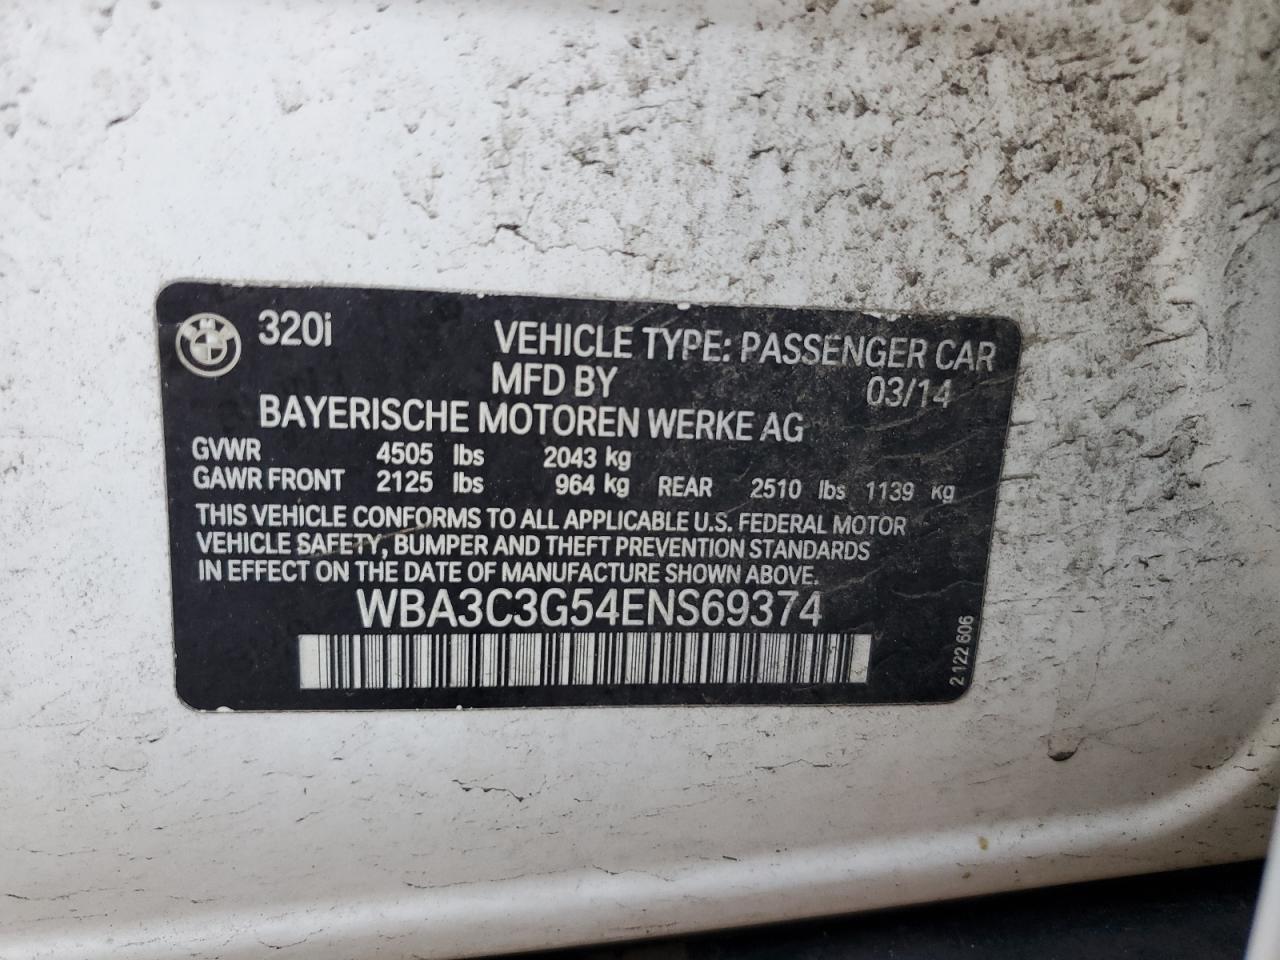 320i
VEHICLE TYPE: PASSENGER CAR
MFD BY 03/14
BAYERISCHE MOTOREN WERKE AG
GVWR 4505 lbs 2043 kg
GAWR FRONT 2125 lbs 964 kg REAR 2510 lbs 1139 kg
THIS VEHICLE CONFORMS TO ALL APPLICABLE U.S. FEDERAL MOTOR
VEHICLE SAFETY, BUMPER AND THEFT PREVENTION STANDARDS
IN EFFECT ON THE DATE OF MANUFACTURE SHOWN ABOVE.
WBA3C3G54ENS69374
2 122 606